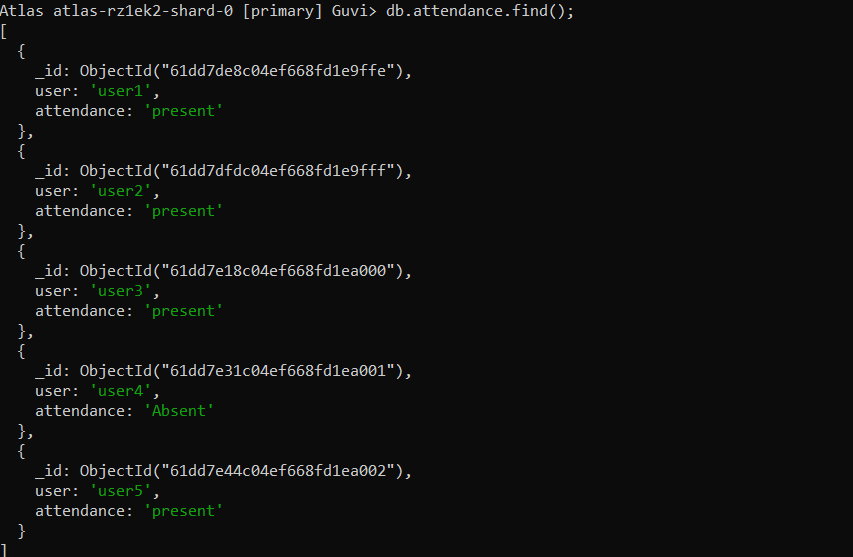 Atlas atlas-rz1ek2-shard-0 [primary] Guvi> db.attendance.find();
[
  {
    _id: ObjectId("61dd7de8c04ef668fd1e9ffe"),
    user: 'user1',
    attendance: 'present'
  },
  {
    _id: ObjectId("61dd7dfdc04ef668fd1e9fff"),
    user: 'user2',
    attendance: 'present'
  },
  {
    _id: ObjectId("61dd7e18c04ef668fd1ea000"),
    user: 'user3',
    attendance: 'present'
  },
  {
    _id: ObjectId("61dd7e31c04ef668fd1ea001"),
    user: 'user4',
    attendance: 'Absent'
  },
  {
    _id: ObjectId("61dd7e44c04ef668fd1ea002"),
    user: 'user5',
    attendance: 'present'
  }
]